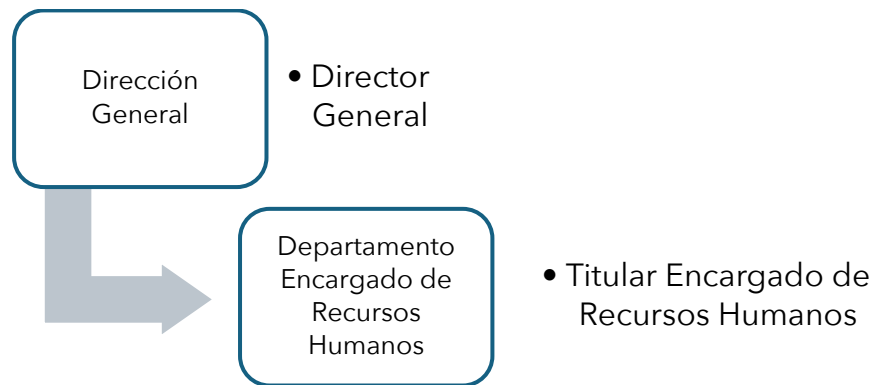 Dirección
General
• Director
General
Departamento
Encargado de
Recursos
Humanos
• Titular Encargado de
Recursos Humanos